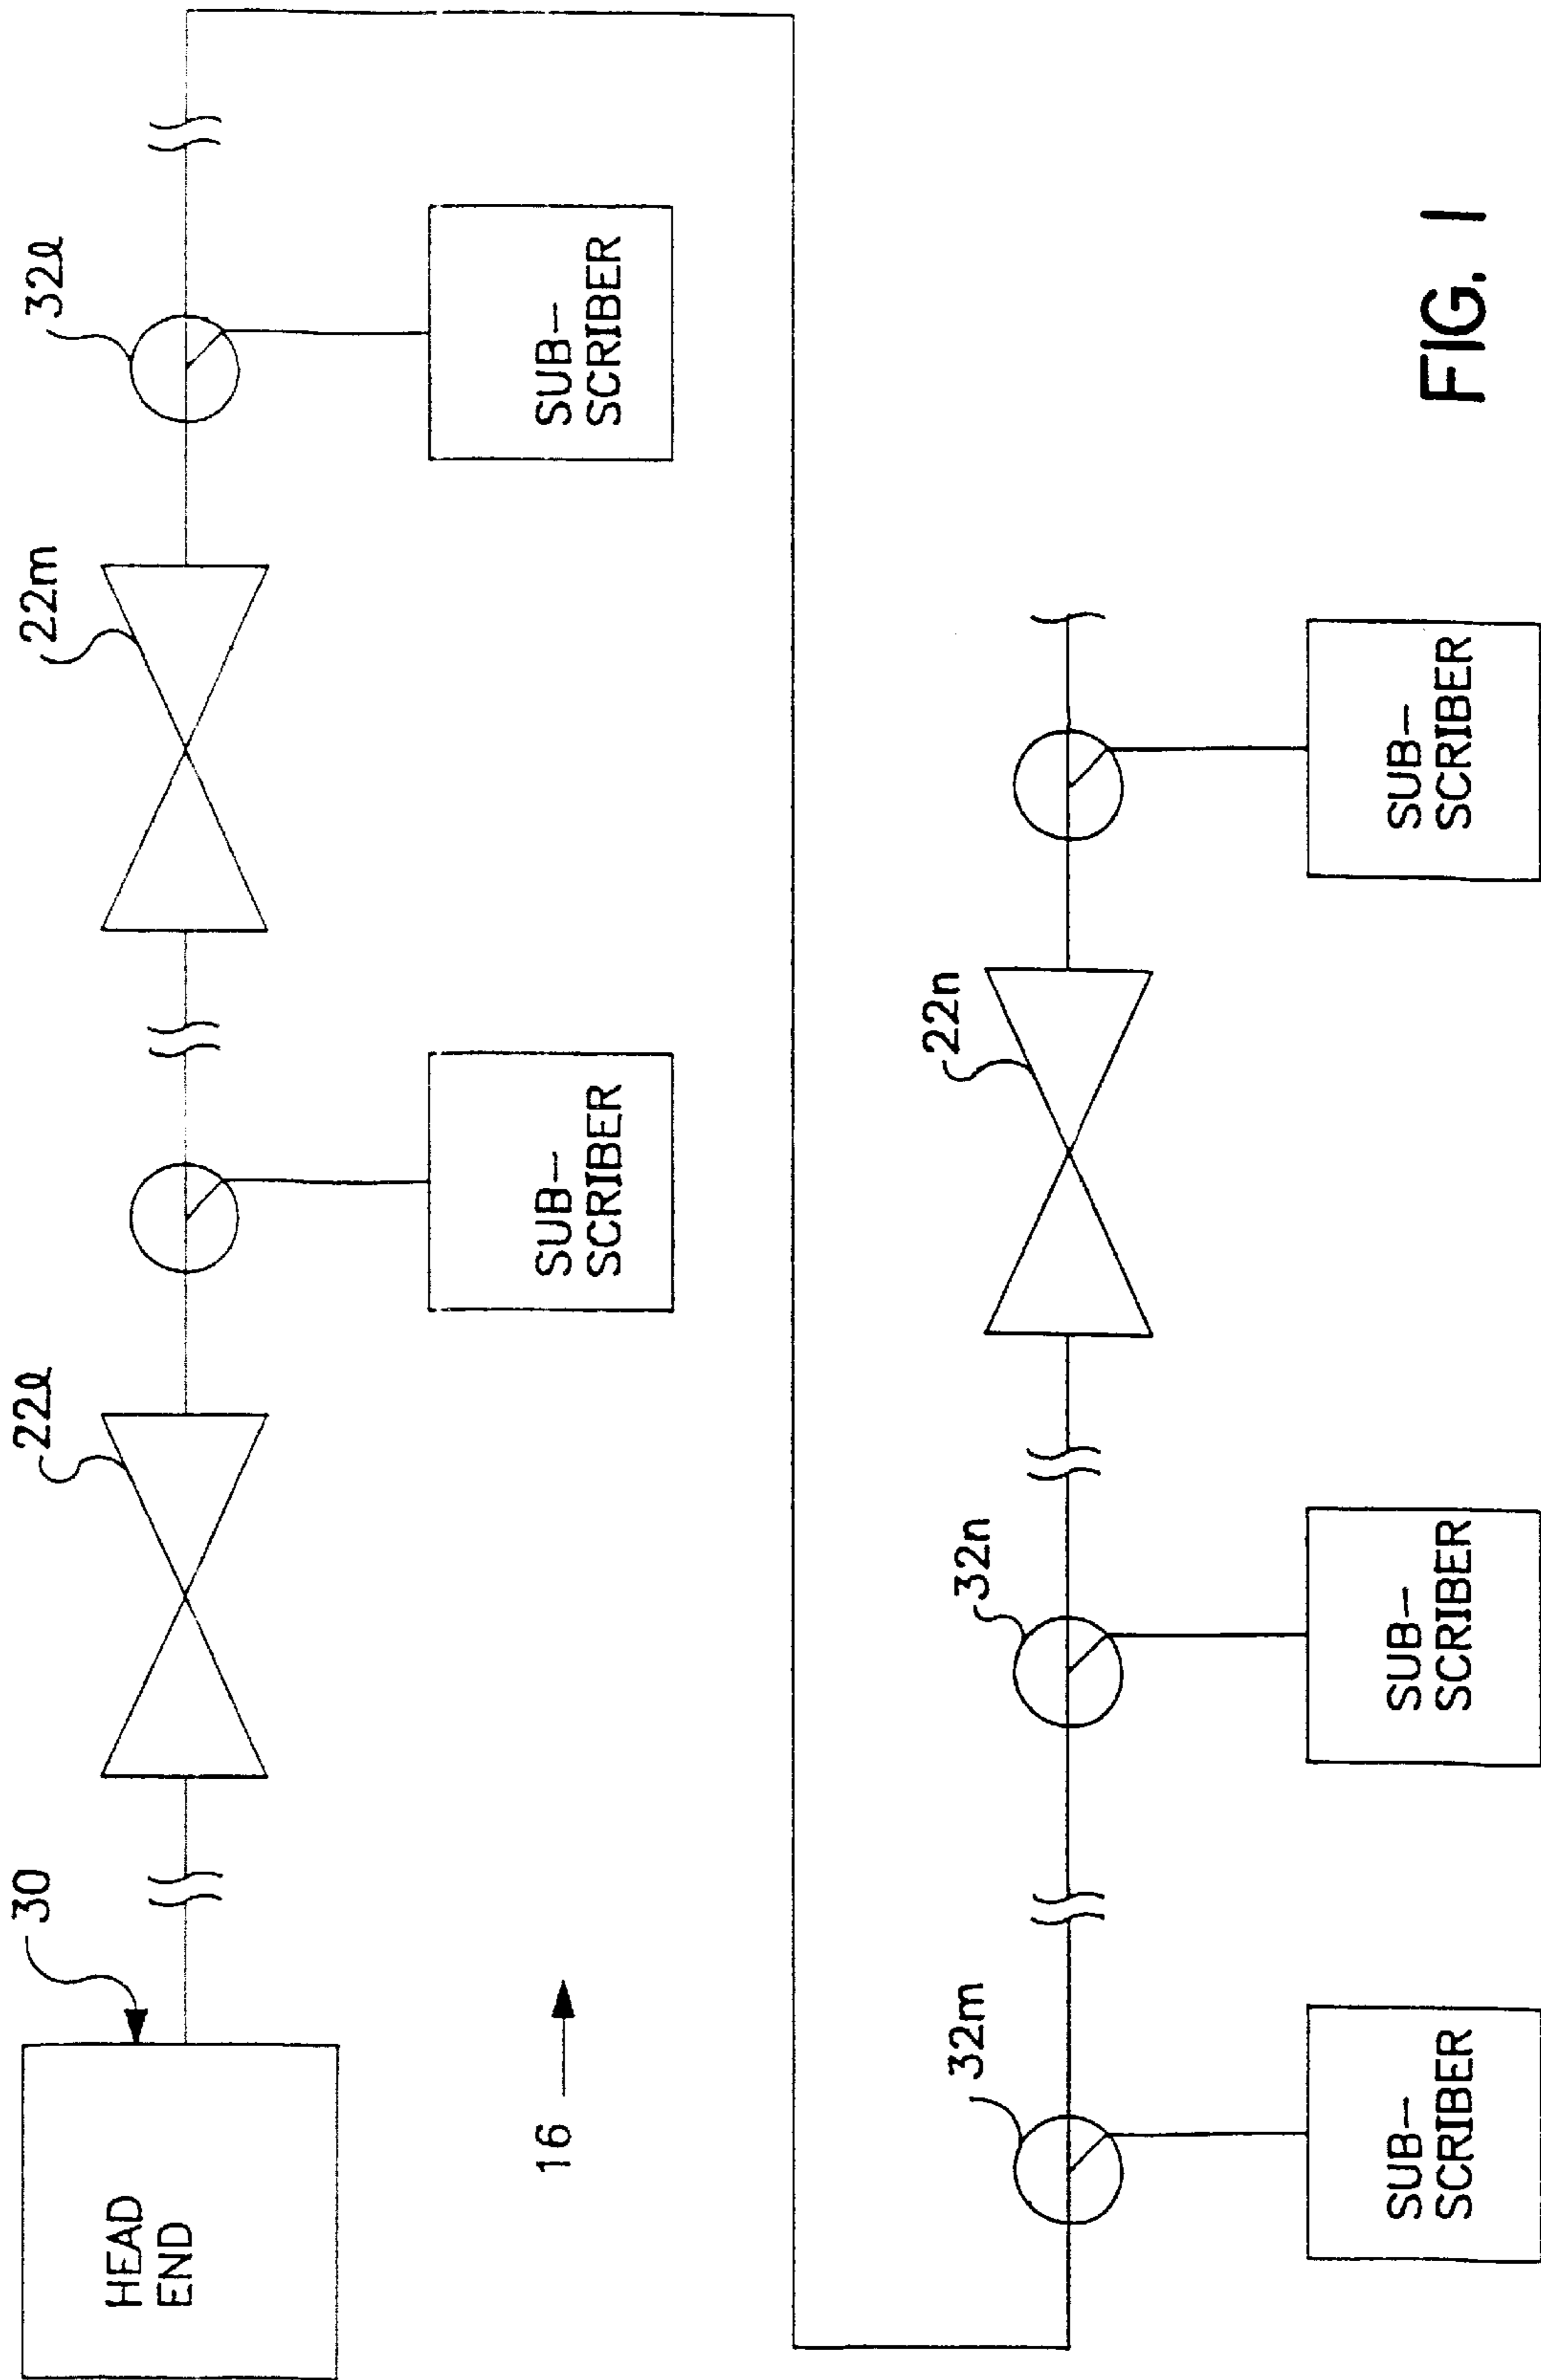 30
22ℓ
22m
32ℓ
HEAD
END
SUB-
SCRIBER
SUB-
SCRIBER
16
32m
32n
22n
SUB-
SCRIBER
SUB-
SCRIBER
SUB-
SCRIBER
FIG. 1